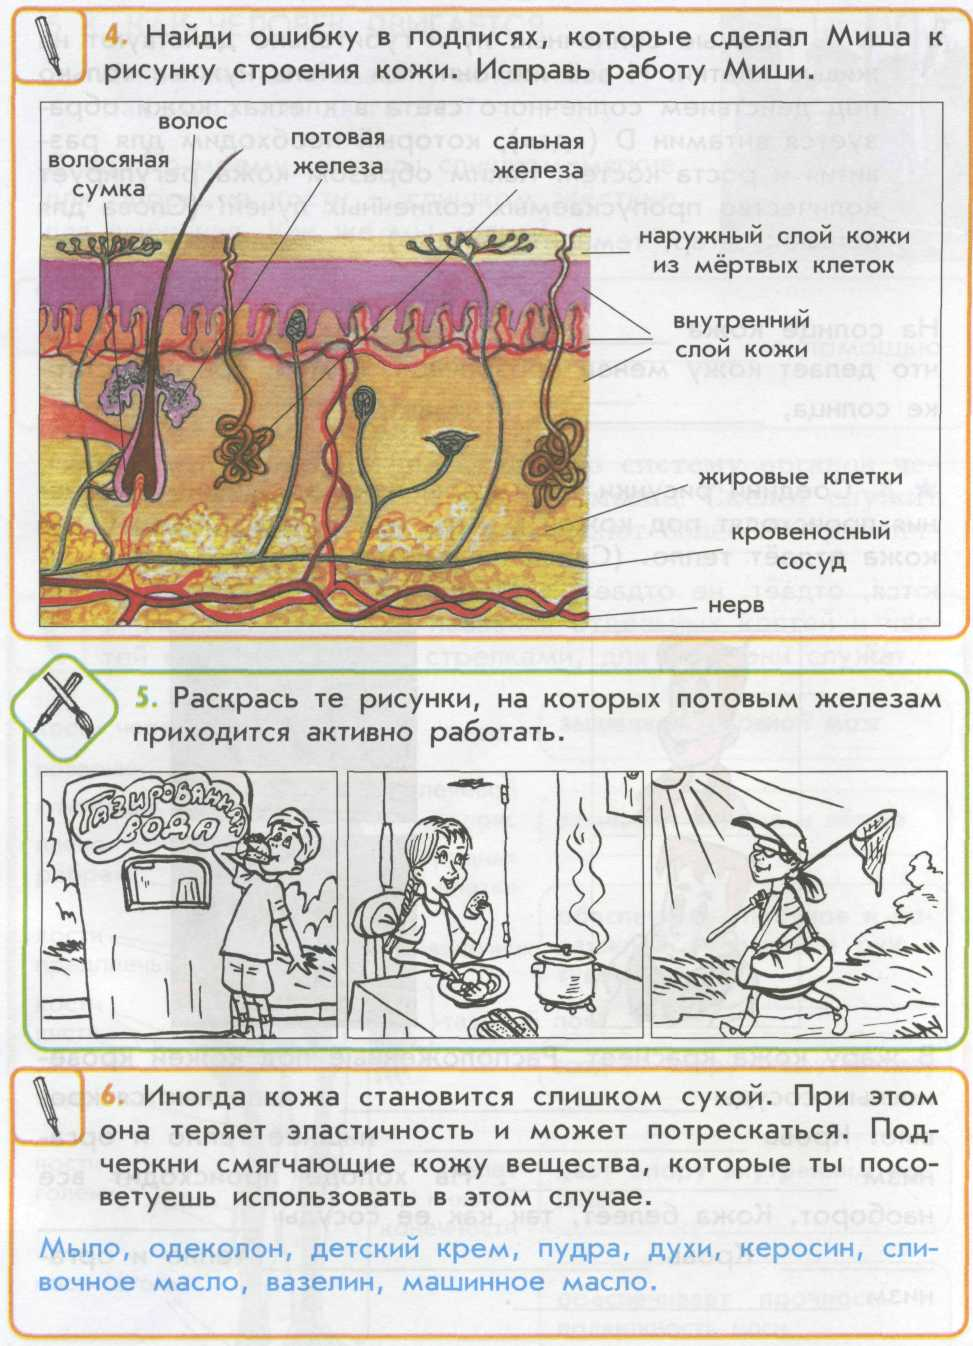 4. Найди ошибку в подписях, которые сделал Миша к
рисунку строения кожи. Исправь работу Миши.
волос
потовая
железа
сальная
железа
волосяная
сумка
наружный слой кожи
из мёртвых клеток
внутренний
слой кожи
жировые клетки
кровеносный
сосуд
нерв
5. Раскрась те рисунки, на которых потовым железам
приходится активно работать.
ГАЗИРОВАННАЯ
ВОДА
6. Иногда кожа становится слишком сухой. При этом
она теряет эластичность и может потрескаться. Под-
черкни смягчающие кожу вещества, которые ты посо-
ветуешь использовать в этом случае.
Мыло, одеколон, детский крем, пудра, духи, керосин, сли-
вочное масло, вазелин, машинное масло.